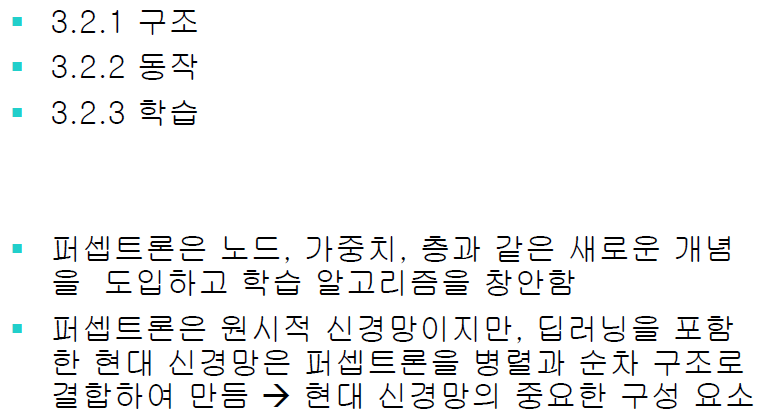 ▪ 3.2.1 구조
▪ 3.2.2 동작
▪ 3.2.3 학습
▪ 퍼셉트론은 노드, 가중치, 층과 같은 새로운 개념
을 도입하고 학습 알고리즘을 창안함
▪ 퍼셉트론은 원시적 신경망이지만, 딥러닝을 포함
한 현대 신경망은 퍼셉트론을 병렬과 순차 구조로
결합하여 만듬 → 현대 신경망의 중요한 구성 요소